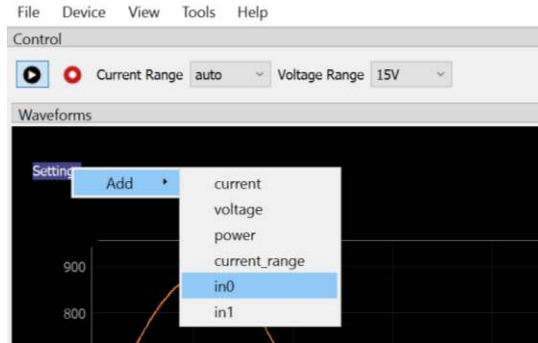 File Device View Tools Help
Control
Current Range auto Voltage Range 15V
Waveforms
Settings
Add
current
voltage
power
current_range
in0
in1
900
800